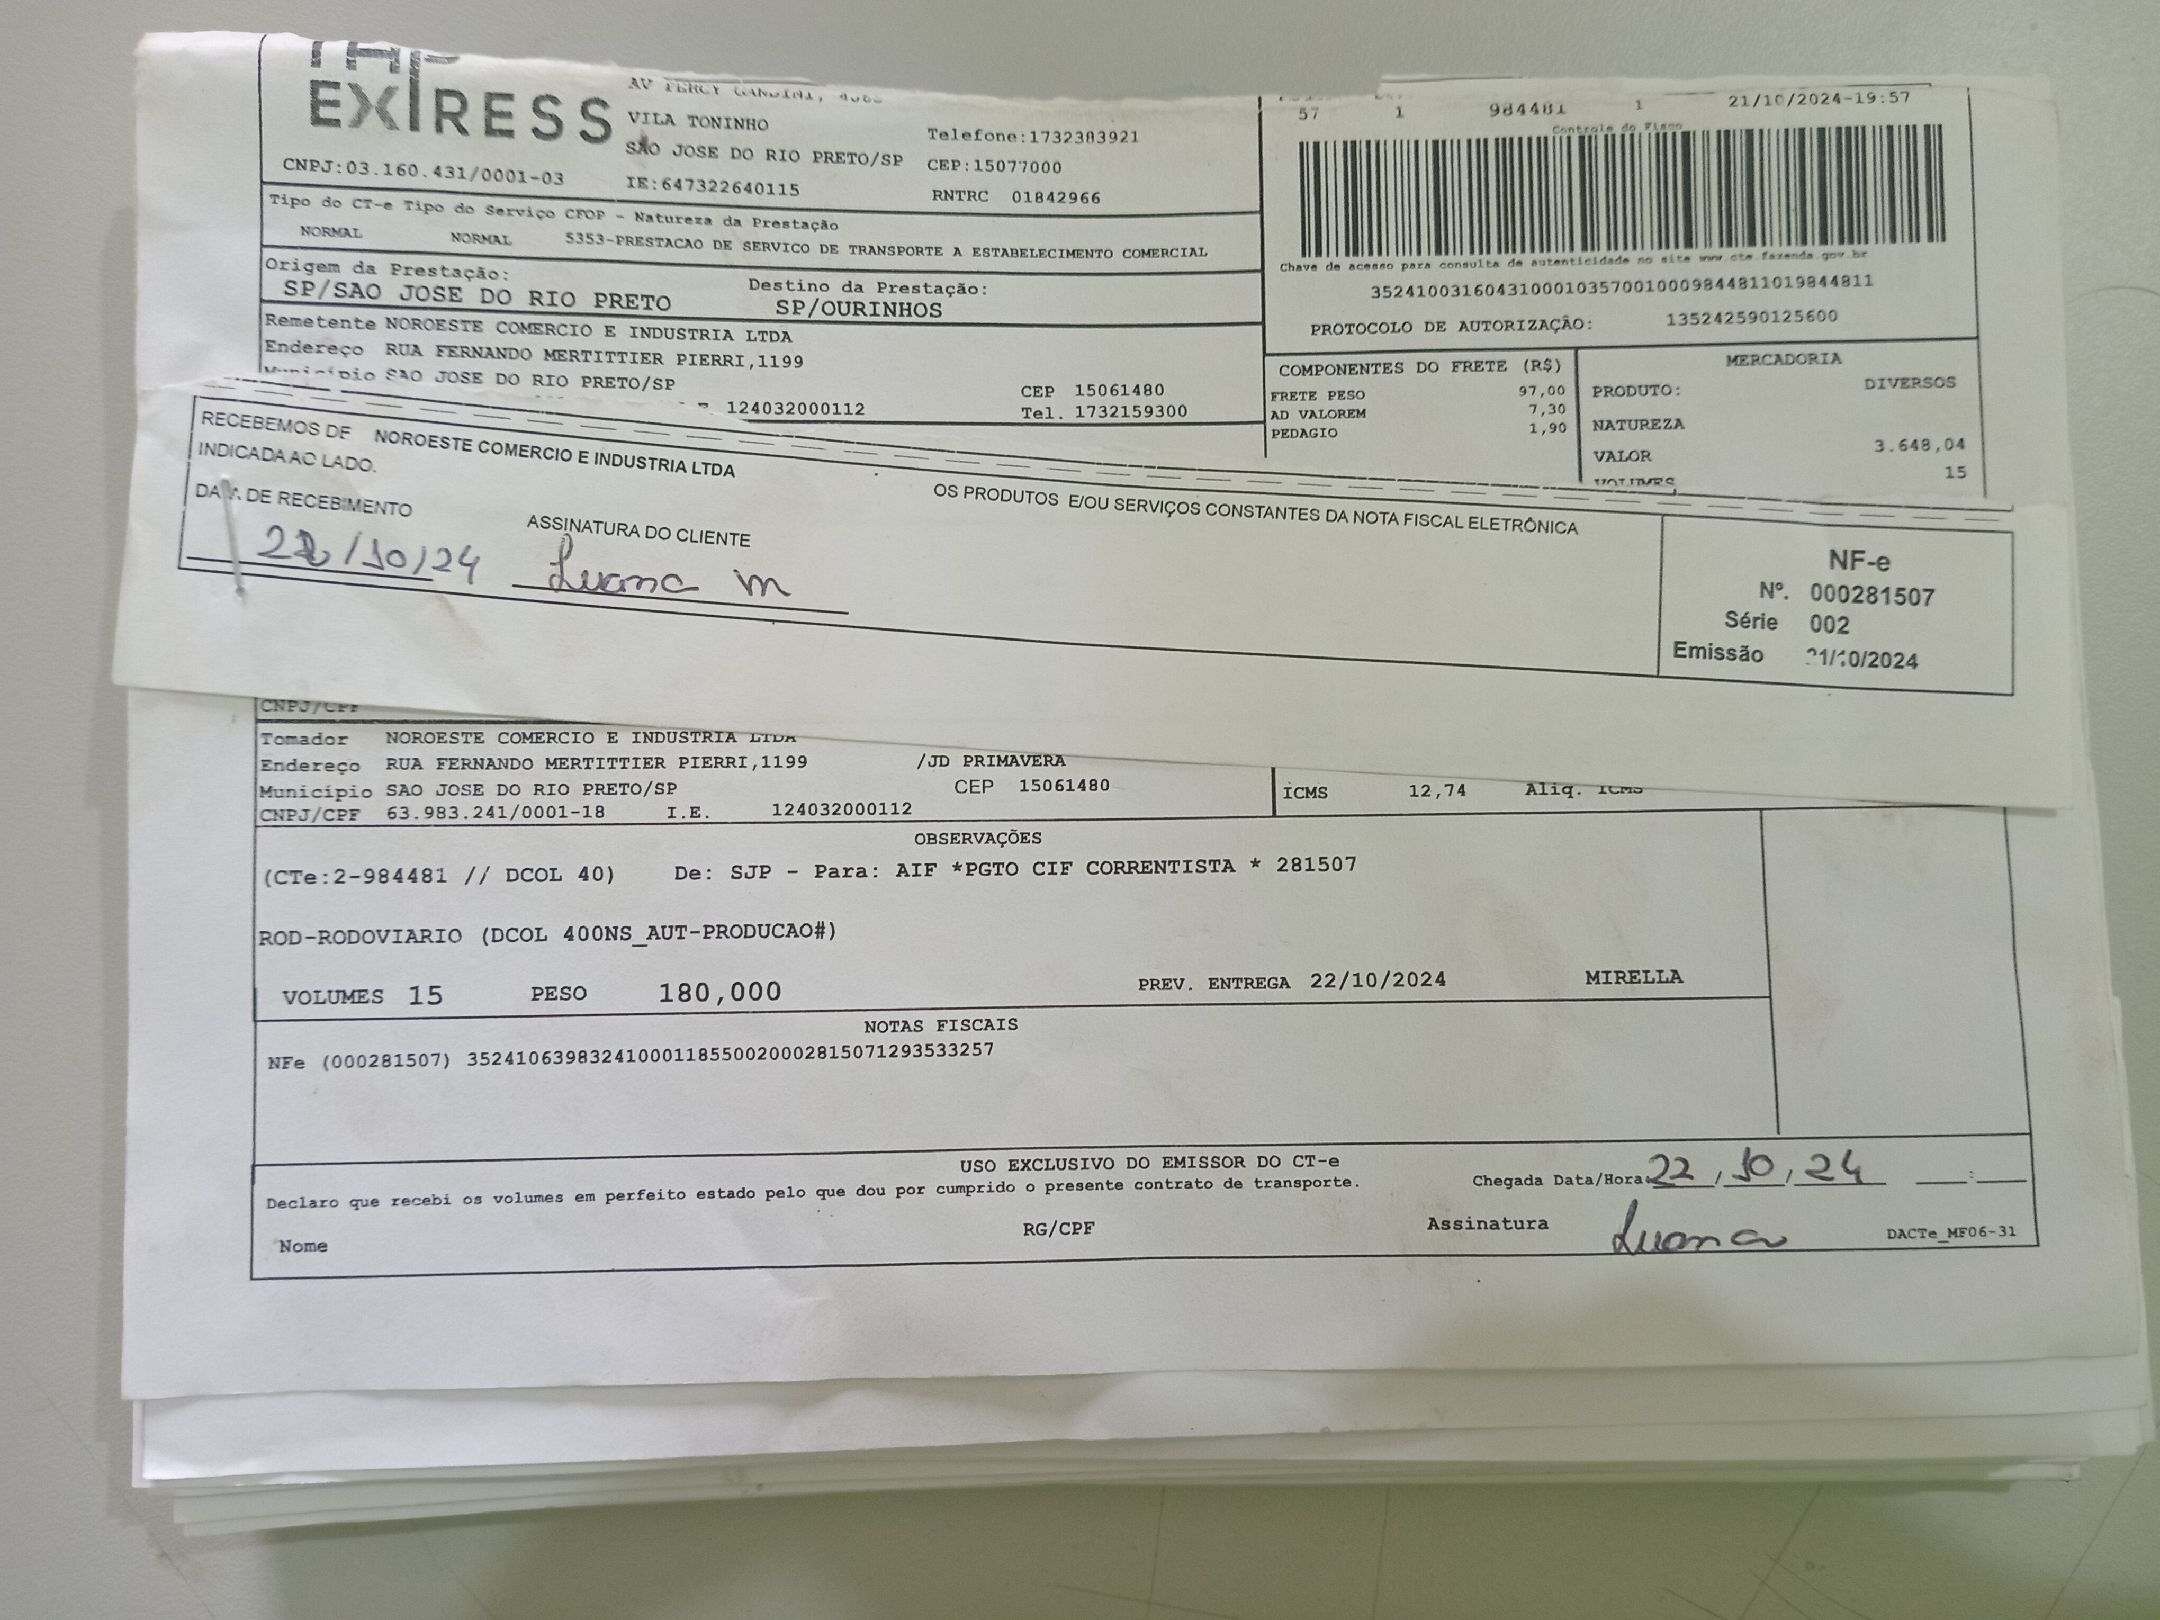 EXPRESS
VILA TONINHO
SAO JOSE DO RIO PRETO/SP
Telefone:1732383921
CEP:15077000
CNPJ:03.160.431/0001-03
IE:647322640115
RNTRC 01842966
57 1 984481 1 21/10/2024-19:57
Controle do Fisco
Tipo do CT-e Tipo do Serviço CFOP - Natureza da Prestação
NORMAL NORMAL 5353-PRESTACAO DE SERVICO DE TRANSPORTE A ESTABELECIMENTO COMERCIAL
Chave de acesso para consulta de autenticidade no site www.cte.fazenda.gov.br
35241003160431000103570010009844811019844811
Origem da Prestação:
SP/SAO JOSE DO RIO PRETO
Destino da Prestação:
SP/OURINHOS
PROTOCOLO DE AUTORIZAÇÃO: 135242590125600
Remetente NOROESTE COMERCIO E INDUSTRIA LTDA
Endereço RUA FERNANDO MERTITTIER PIERRI,1199
Município SAO JOSE DO RIO PRETO/SP
CEP 15061480
124032000112
Tel. 1732159300
COMPONENTES DO FRETE (R$)
FRETE PESO 97,00
AD VALOREM 7,30
PEDAGIO 1,90
MERCADORIA
PRODUTO: DIVERSOS
NATUREZA
VALOR 3.648,04
VOLUMES 15
RECEBEMOS DE NOROESTE COMERCIO E INDUSTRIA LTDA OS PRODUTOS E/OU SERVIÇOS CONSTANTES DA NOTA FISCAL ELETRÔNICA
INDICADA AO LADO.
DATA DE RECEBIMENTO
ASSINATURA DO CLIENTE
22/10/24
Luana m
NF-e
Nº. 000281507
Série 002
Emissão 21/10/2024
CNPJ/CPF
Tomador NOROESTE COMERCIO E INDUSTRIA LTDA
Endereço RUA FERNANDO MERTITTIER PIERRI,1199 /JD PRIMAVERA
Município SAO JOSE DO RIO PRETO/SP CEP 15061480
CNPJ/CPF 63.983.241/0001-18 I.E. 124032000112
ICMS 12,74 Aliq. ICMS
OBSERVAÇÕES
(CTe:2-984481 // DCOL 40) De: SJP - Para: AIF *PGTO CIF CORRENTISTA * 281507
ROD-RODOVIARIO (DCOL 400NS_AUT-PRODUCAO#)
VOLUMES 15 PESO 180,000 PREV. ENTREGA 22/10/2024 MIRELLA
NOTAS FISCAIS
NFe (000281507) 35241063983241000118550020002815071293533257
USO EXCLUSIVO DO EMISSOR DO CT-e
Declaro que recebi os volumes em perfeito estado pelo que dou por cumprido o presente contrato de transporte.
Chegada Data/Hora 22,10,24 :
Nome
RG/CPF
Assinatura Luana
DACTe_MF06-31